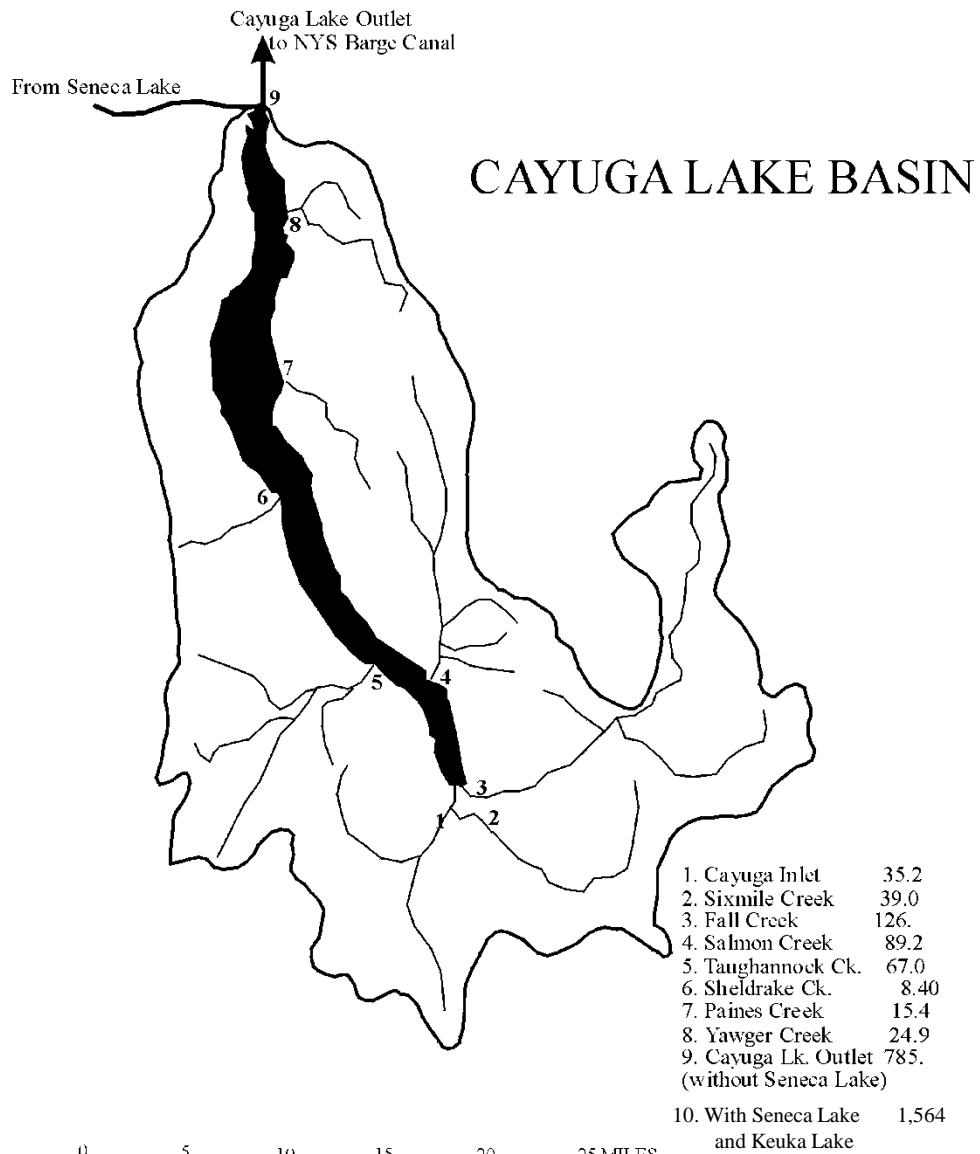 Cayuga Lake Outlet
to NYS Barge Canal
From Seneca Lake
9
CAYUGA LAKE BASIN
8
7
6
5
4
3
1
2
1. Cayuga Inlet 35.2
2. Sixmile Creek 39.0
3. Fall Creek 126.
4. Salmon Creek 89.2
5. Taughannock Ck. 67.0
6. Sheldrake Ck. 8.40
7. Paines Creek 15.4
8. Yawger Creek 24.9
9. Cayuga Lk. Outlet 785.
(without Seneca Lake)
10. With Seneca Lake 1,564
and Keuka Lake
0 5 10 15 20 25 MILES